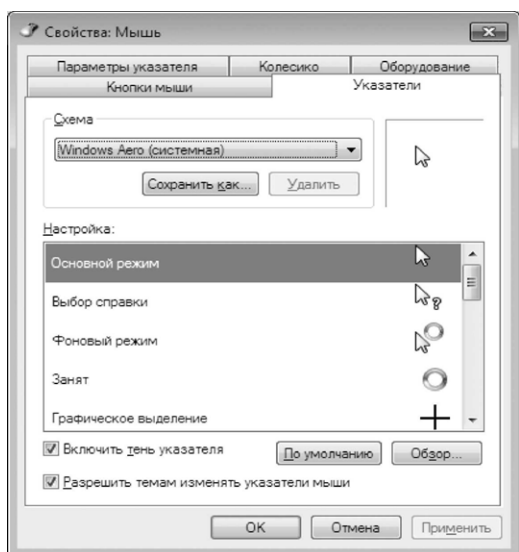 Свойства: Мышь
Параметры указателя Колесико Оборудование
Кнопки мыши Указатели
Схема
Windows Aero (системная)
Сохранить как... Удалить
Настройка:
Основной режим
Выбор справки
Фоновый режим
Занят
Графическое выделение
Включить тень указателя По умолчанию Обзор...
Разрешить темам изменять указатели мыши
OK Отмена Применить